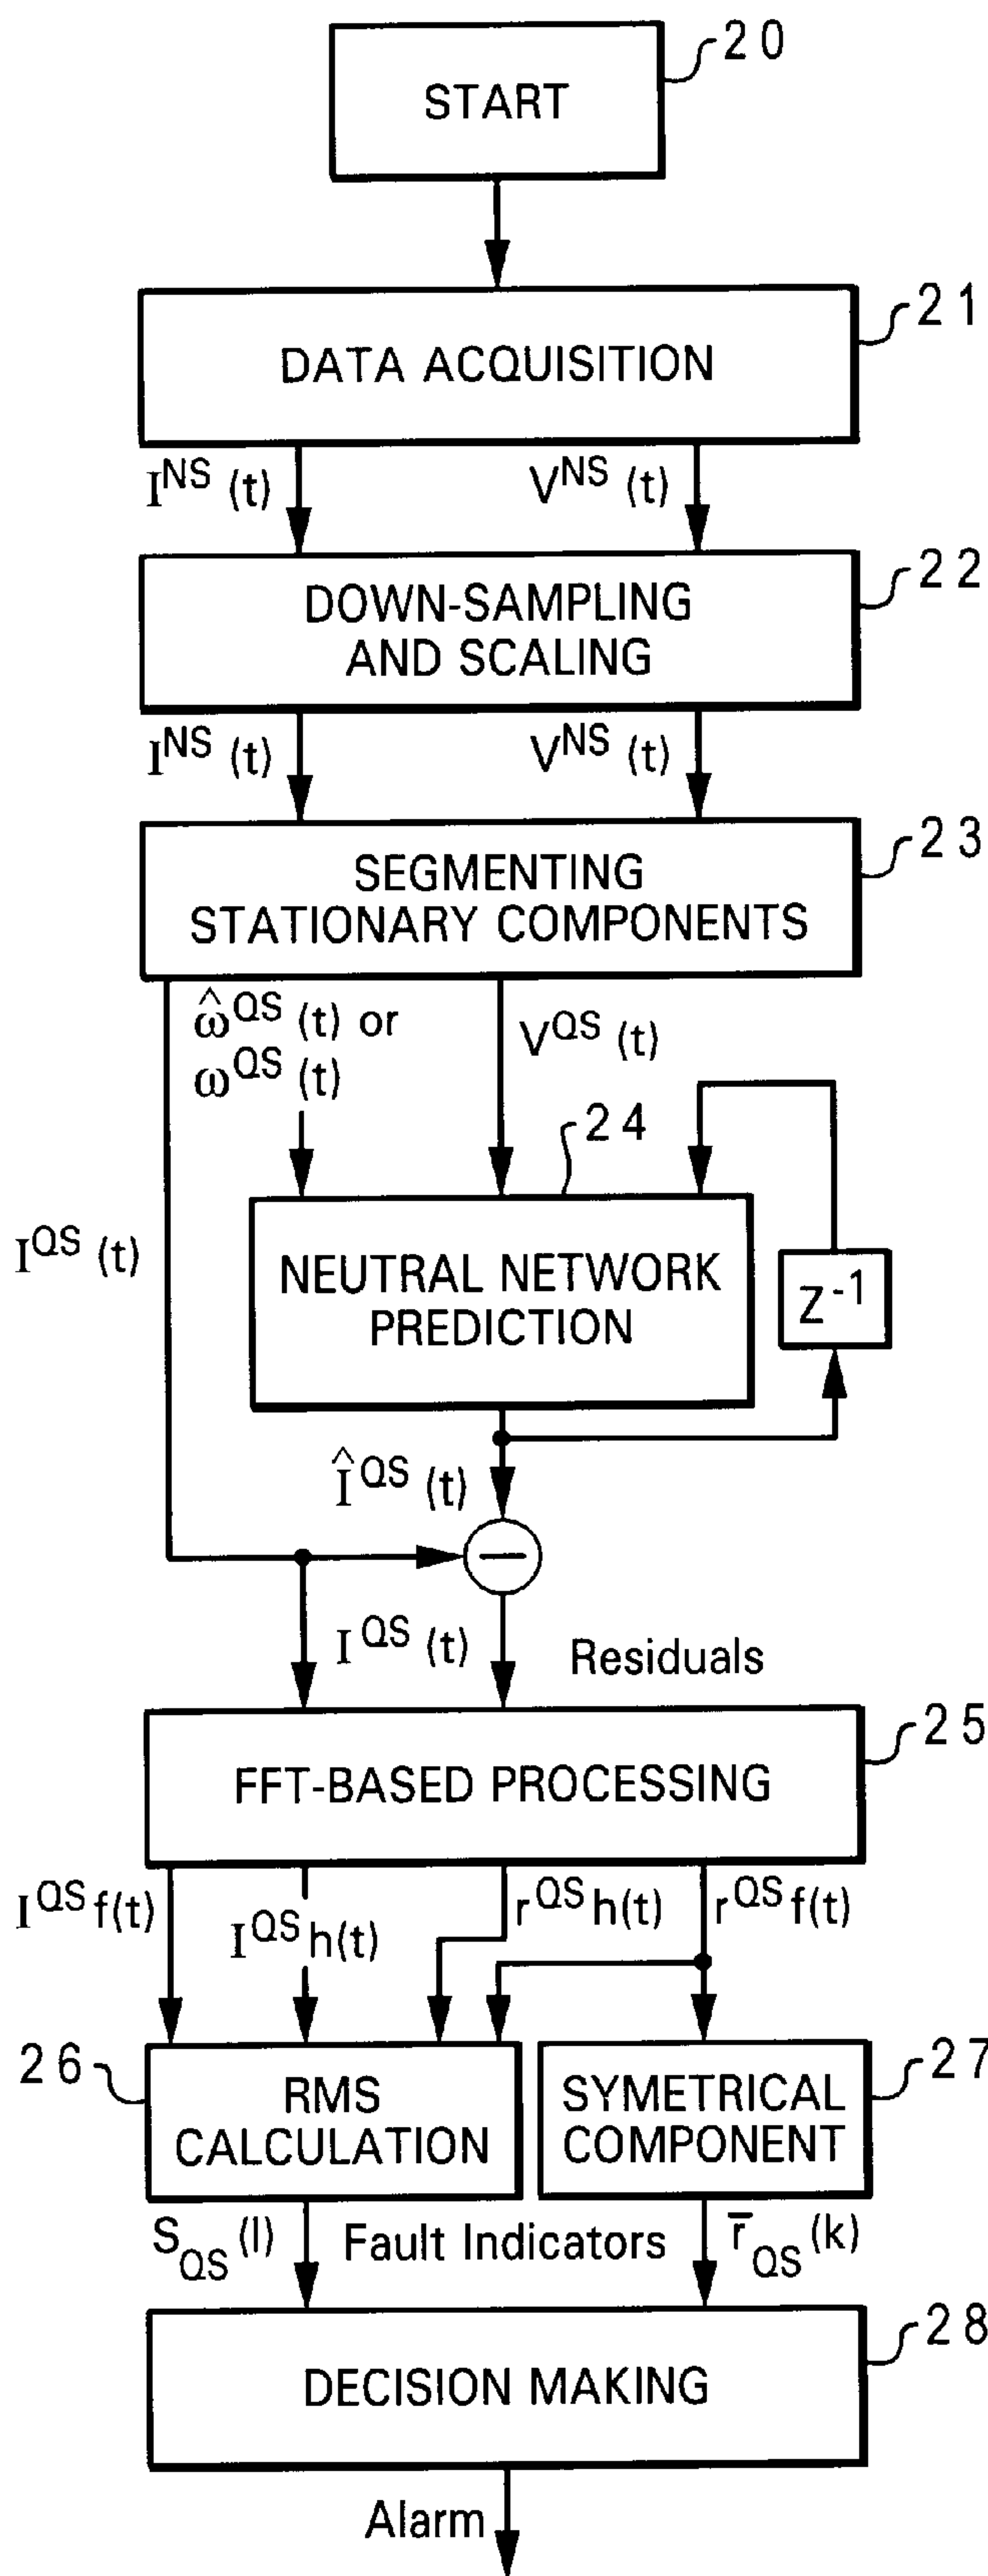 20
START
21
DATA ACQUISITION
I^NS (t)
V^NS (t)
22
DOWN-SAMPLING
AND SCALING
I^NS (t)
V^NS (t)
23
SEGMENTING
STATIONARY COMPONENTS
ω̂^QS (t) or
ω^QS (t)
V^QS (t)
24
I^QS (t)
NEUTRAL NETWORK
PREDICTION
Z^-1
Î^QS (t)
−
I^QS (t)
Residuals
25
FFT-BASED PROCESSING
I^QS f(t)
I^QS h(t)
r^QS h(t)
r^QS f(t)
26
RMS
CALCULATION
27
SYMETRICAL
COMPONENT
S_QS (l)
Fault Indicators
r̄_QS (k)
28
DECISION MAKING
Alarm